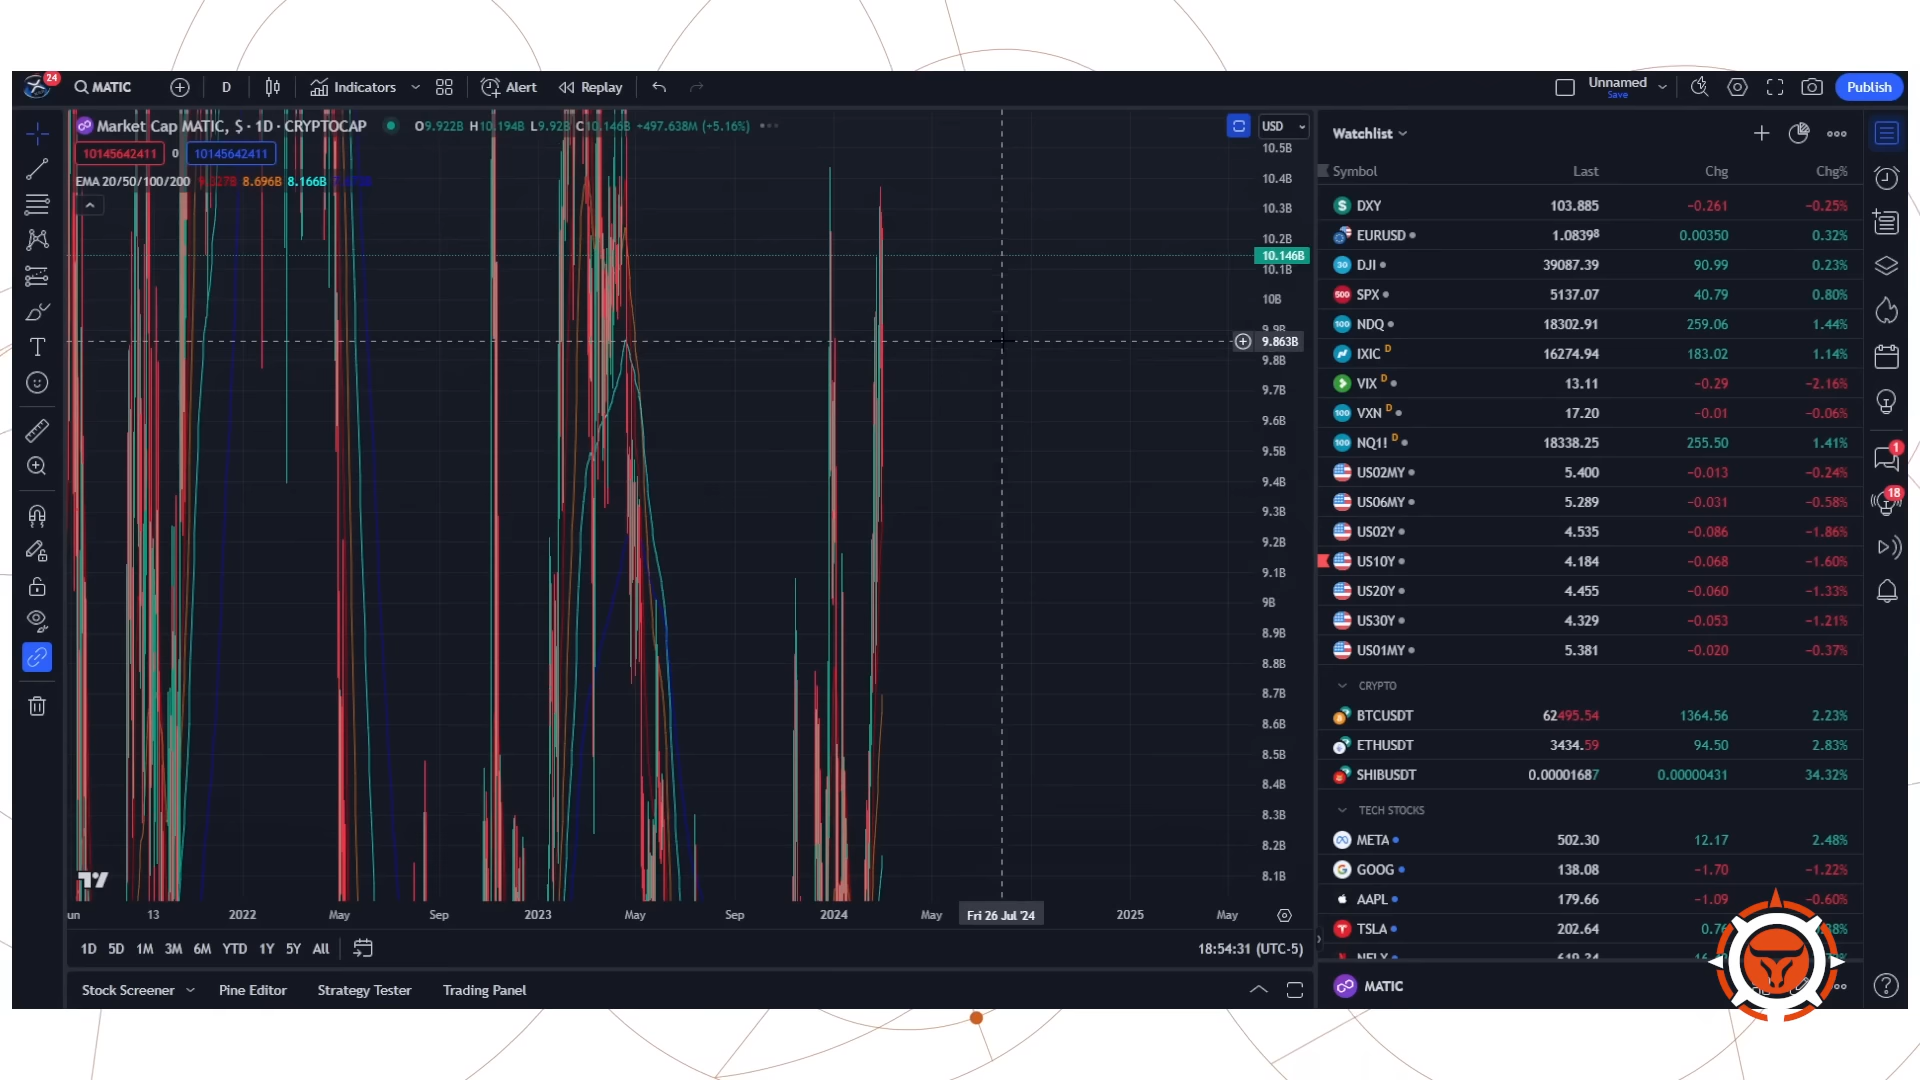 24
MATIC
D
Indicators
Alert
Replay
Unnamed
Save
Publish
Market Cap MATIC, $ · 1D · CRYPTOCAP
O9.922B H10.194B L9.92B C10.146B +497.638M (+5.16%)
USD
10145642411 0 10145642411
EMA 20/50/100/200 8.696B 8.166B
10.5B
10.4B
10.3B
10.2B
10.146B
10.1B
10B
9.9B
9.863B
9.8B
9.7B
9.6B
9.5B
9.4B
9.3B
9.2B
9.1B
9B
8.9B
8.8B
8.7B
8.6B
8.5B
8.4B
8.3B
8.2B
8.1B
un 13 2022 May Sep 2023 May Sep 2024 May Fri 26 Jul '24 2025 May
1D 5D 1M 3M 6M YTD 1Y 5Y All
18:54:31 (UTC-5)
Stock Screener Pine Editor Strategy Tester Trading Panel
Watchlist
Symbol Last Chg Chg%
DXY 103.885 −0.261 −0.25%
EURUSD 1.08398 0.00350 0.32%
DJI 39087.39 90.99 0.23%
SPX 5137.07 40.79 0.80%
NDQ 18302.91 259.06 1.44%
IXIC D 16274.94 183.02 1.14%
VIX D 13.11 −0.29 −2.16%
VXN D 17.20 −0.01 −0.06%
NQ1! D 18338.25 255.50 1.41%
US02MY 5.400 −0.013 −0.24%
US06MY 5.289 −0.031 −0.58%
US02Y 4.535 −0.086 −1.86%
US10Y 4.184 −0.068 −1.60%
US20Y 4.455 −0.060 −1.33%
US30Y 4.329 −0.053 −1.21%
US01MY 5.381 −0.020 −0.37%
CRYPTO
BTCUSDT 62495.54 1364.56 2.23%
ETHUSDT 3434.59 94.50 2.83%
SHIBUSDT 0.00001687 0.00000431 34.32%
TECH STOCKS
META 502.30 12.17 2.48%
GOOG 138.08 −1.70 −1.22%
AAPL 179.66 −1.09 −0.60%
TSLA 202.64
MATIC
1
18